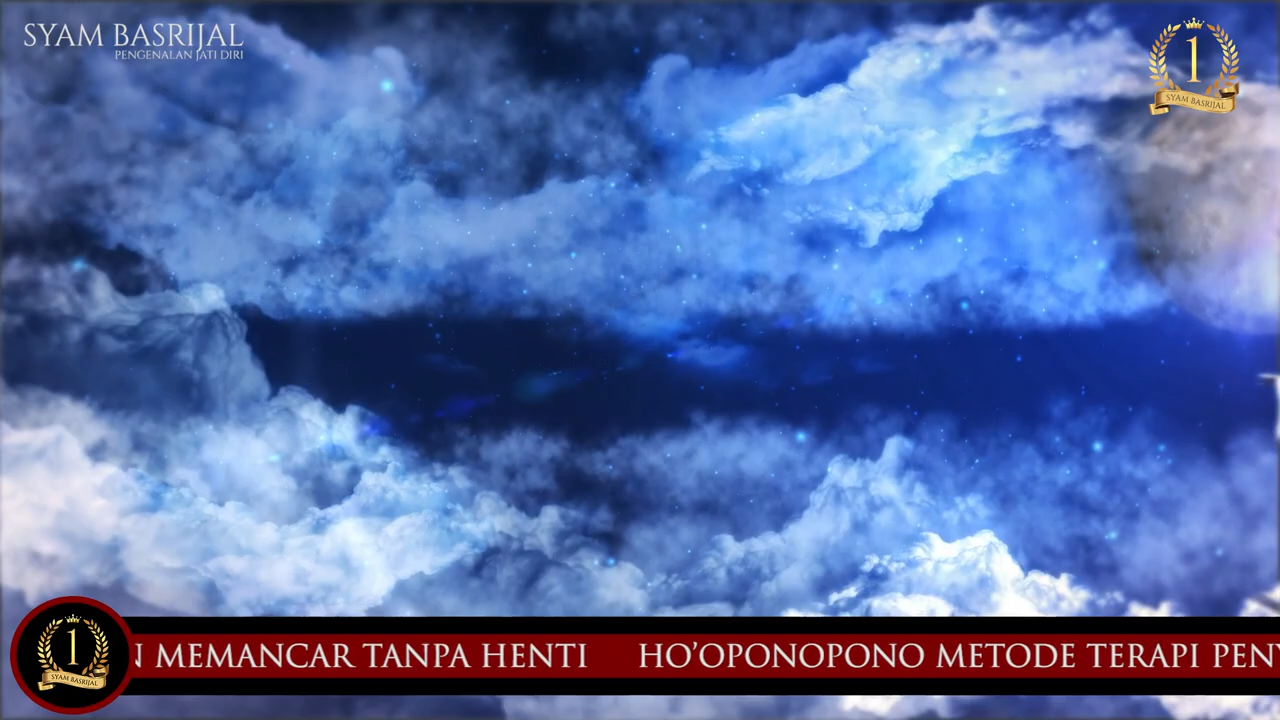 SYAM BASRIJAL
PENGENALAN JATI DIRI
1
SYAM BASRIJAL
1
SYAM BASRIJAL
MEMANCAR TANPA HENTI HO’OPONOPONO METODE TERAPI